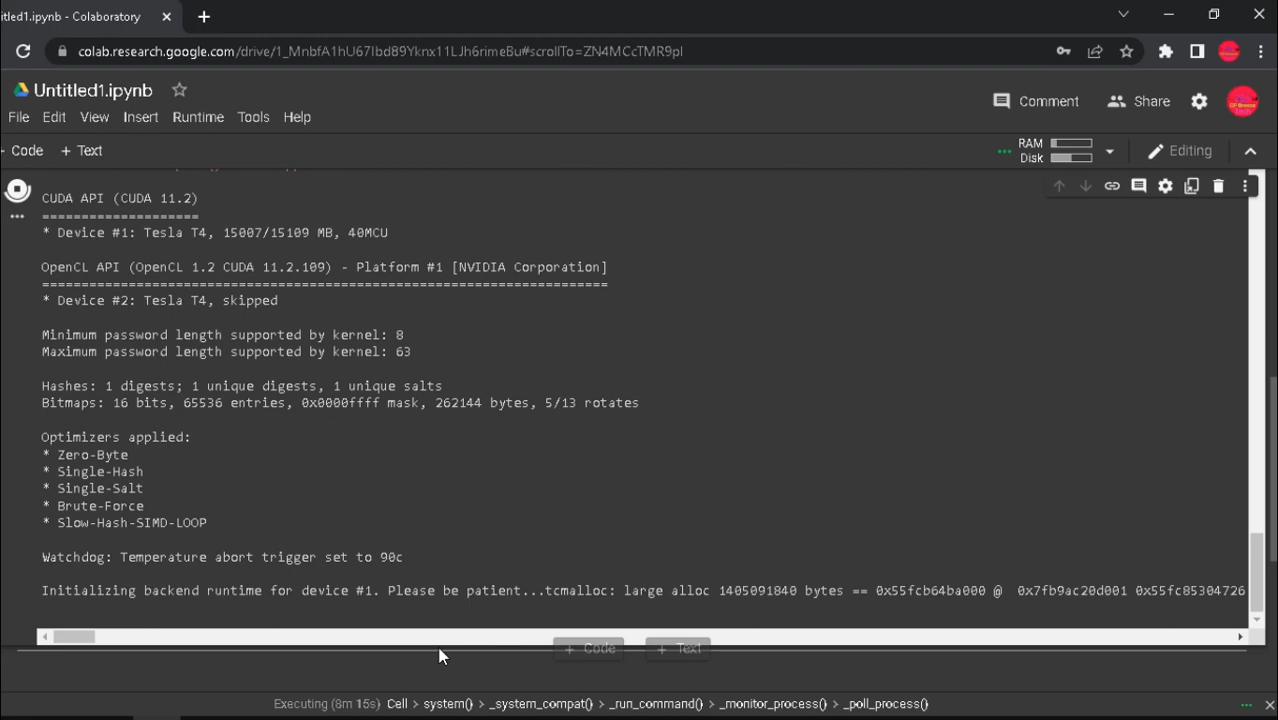 titled1.ipynb - Colaboratory
colab.research.google.com/drive/1_MnbfA1hU67Ibd89Yknx11LJh6rimeBu#scrollTo=ZN4MCcTMR9pI
Untitled1.ipynb
File Edit View Insert Runtime Tools Help
Comment Share
Code + Text
RAM
Disk
Editing
CUDA API (CUDA 11.2)
====================
* Device #1: Tesla T4, 15007/15109 MB, 40MCU
OpenCL API (OpenCL 1.2 CUDA 11.2.109) - Platform #1 [NVIDIA Corporation]
========================================================================
* Device #2: Tesla T4, skipped
Minimum password length supported by kernel: 8
Maximum password length supported by kernel: 63
Hashes: 1 digests; 1 unique digests, 1 unique salts
Bitmaps: 16 bits, 65536 entries, 0x0000ffff mask, 262144 bytes, 5/13 rotates
Optimizers applied:
* Zero-Byte
* Single-Hash
* Single-Salt
* Brute-Force
* Slow-Hash-SIMD-LOOP
Watchdog: Temperature abort trigger set to 90c
Initializing backend runtime for device #1. Please be patient...tcmalloc: large alloc 1405091840 bytes == 0x55fcb64ba000 @  0x7fb9ac20d001 0x55fc85304726
+ Code + Text
Executing (8m 15s) Cell > system() > _system_compat() > _run_command() > _monitor_process() > _poll_process()